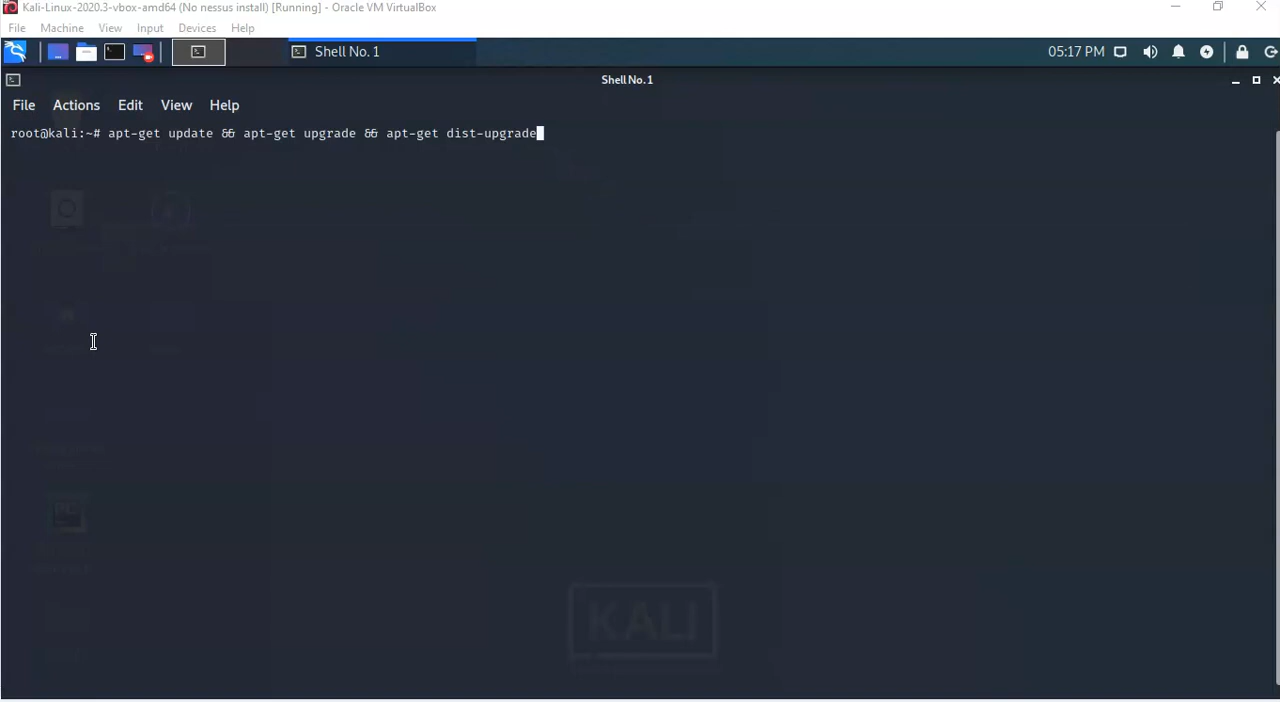 Kali-Linux-2020.3-vbox-amd64 (No nessus install) [Running] - Oracle VM VirtualBox
File Machine View Input Devices Help
Shell No. 1 05:17 PM
Shell No. 1
File Actions Edit View Help
root@kali:~# apt-get update && apt-get upgrade && apt-get dist-upgrade
KALI